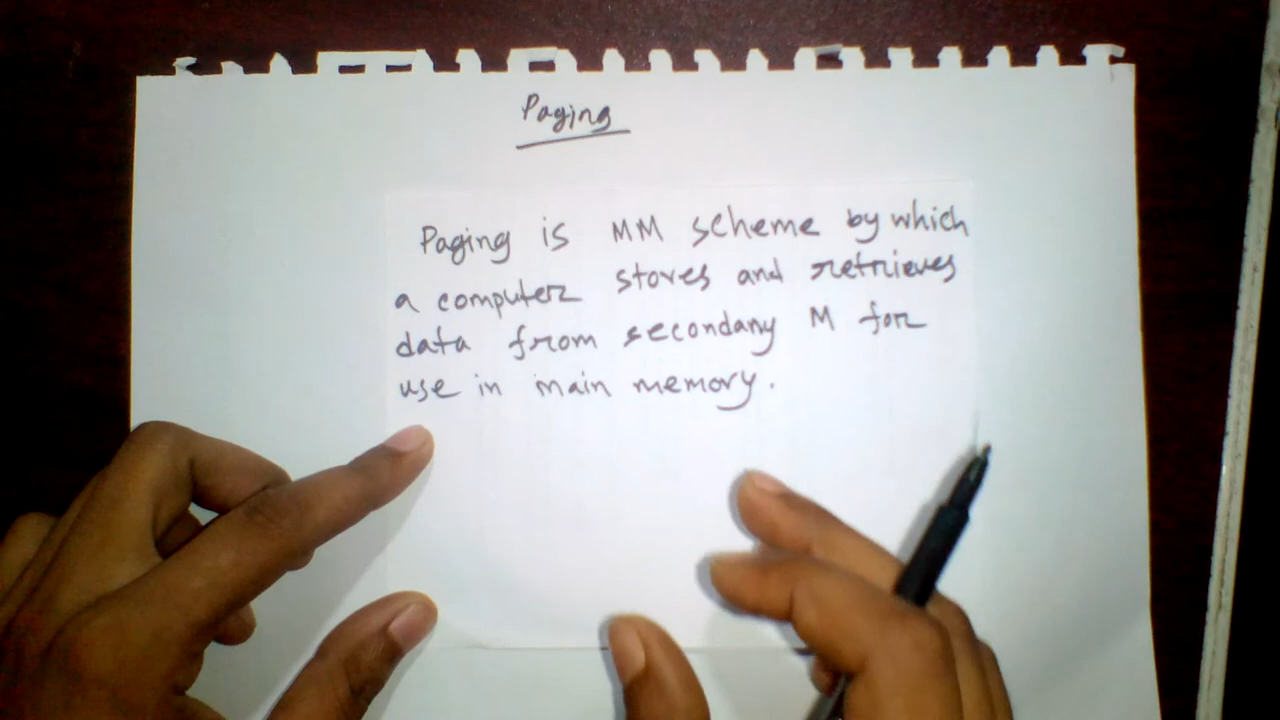 Paging
Paging is MM scheme by which
a computer stores and retrieves
data from secondary M for
use in main memory.